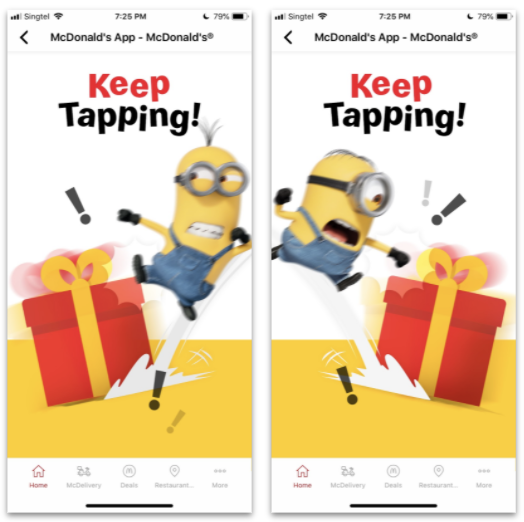 Singtel 7:25 PM 79%
McDonald's App - McDonald's®
Keep
Tapping!
Home McDelivery Deals Restaurant... More
Singtel 7:25 PM 79%
McDonald's App - McDonald's®
Keep
Tapping!
Home McDelivery Deals Restaurant... More